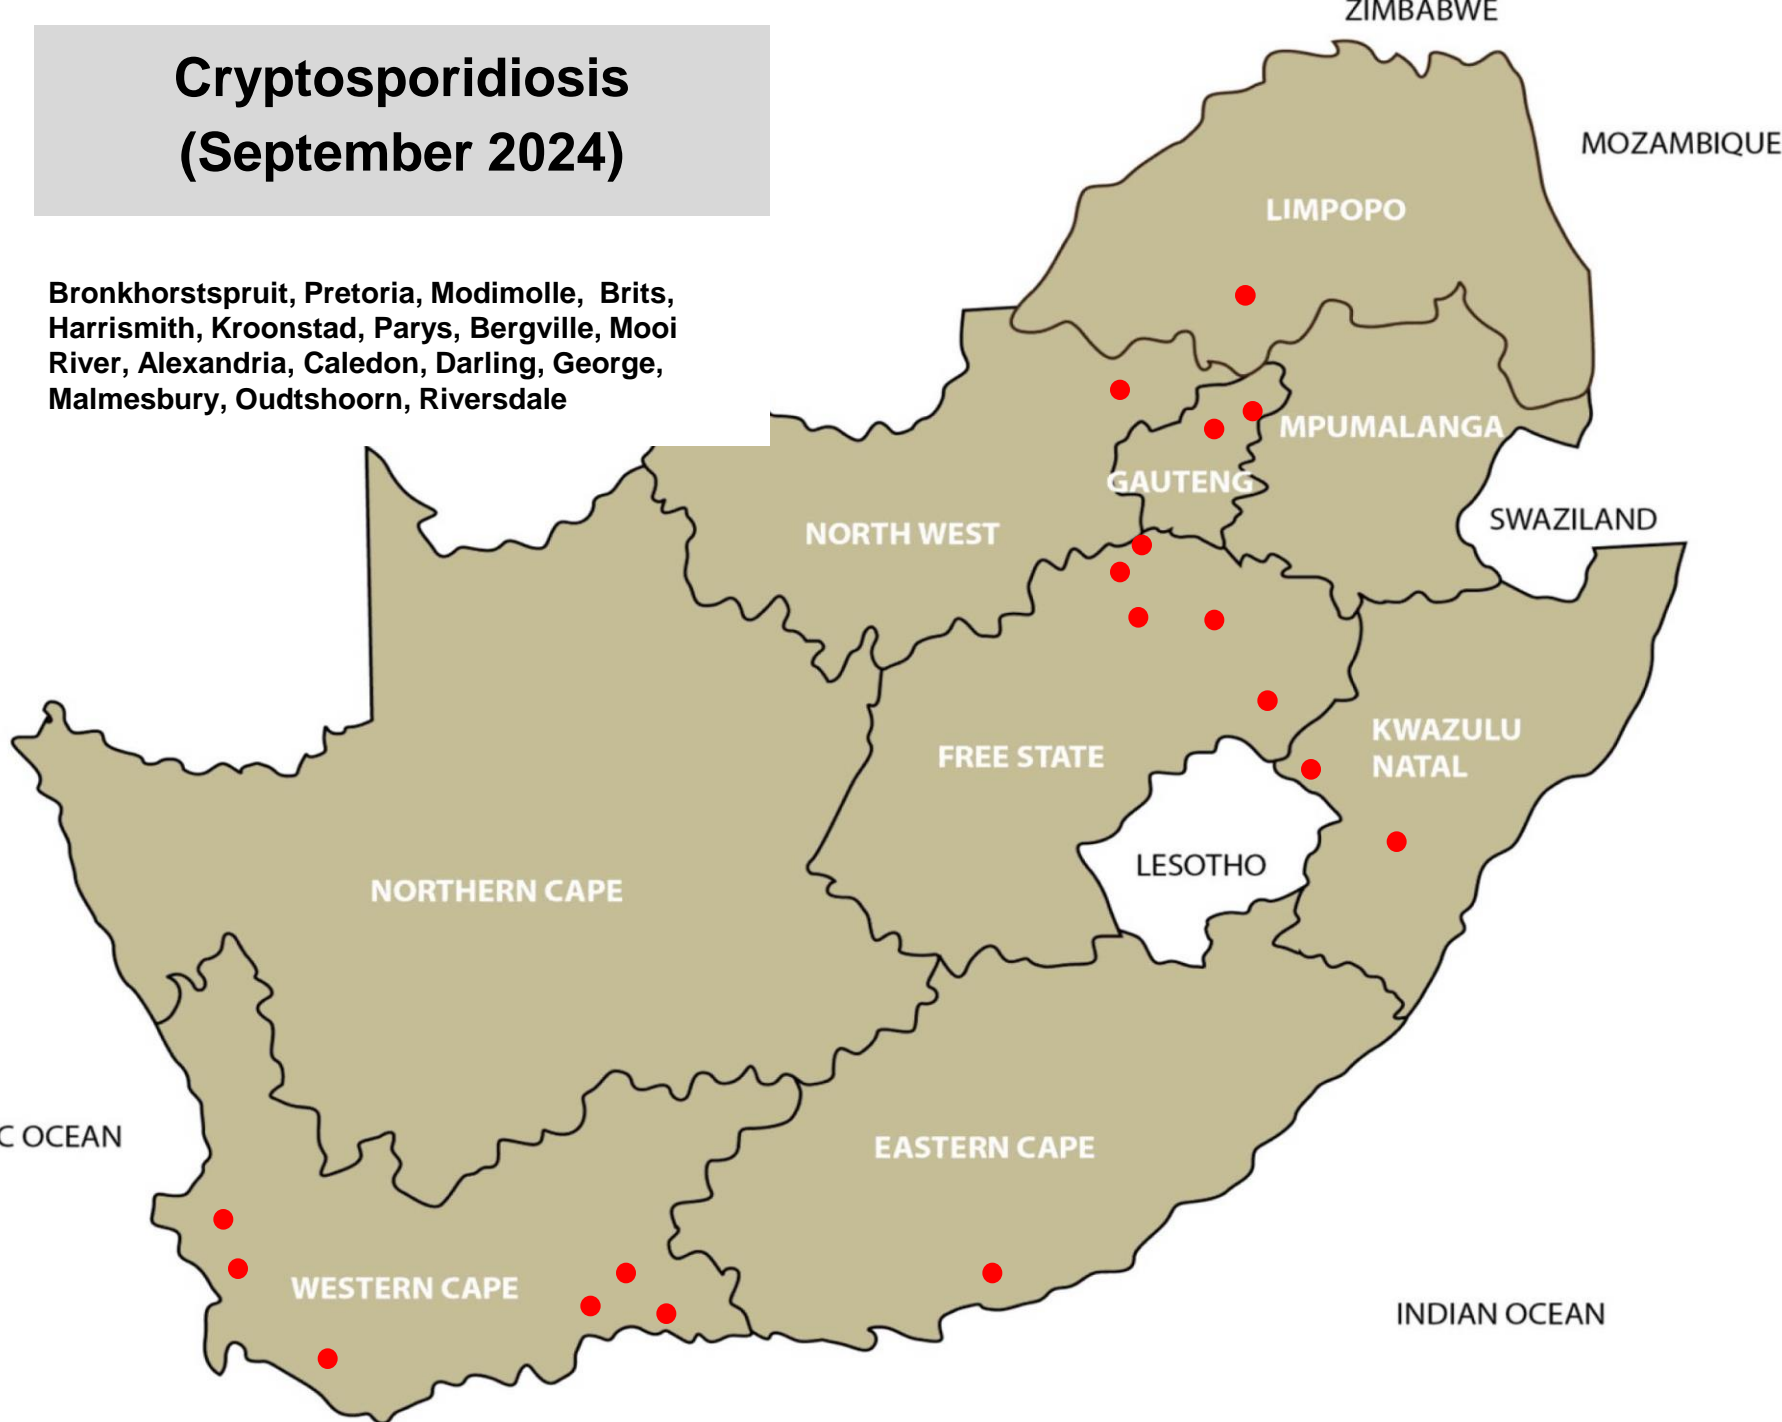 ZIMBABWE
Cryptosporidiosis
(September 2024)
MOZAMBIQUE
LIMPOPO
Bronkhorstspruit, Pretoria, Modimolle, Brits,
Harrismith, Kroonstad, Parys, Bergville, Mooi
River, Alexandria, Caledon, Darling, George,
Malmesbury, Oudtshoorn, Riversdale
MPUMALANGA
GAUTENG
SWAZILAND
NORTH WEST
KWAZULU
NATAL
FREE STATE
LESOTHO
NORTHERN CAPE
C OCEAN
EASTERN CAPE
WESTERN CAPE
INDIAN OCEAN